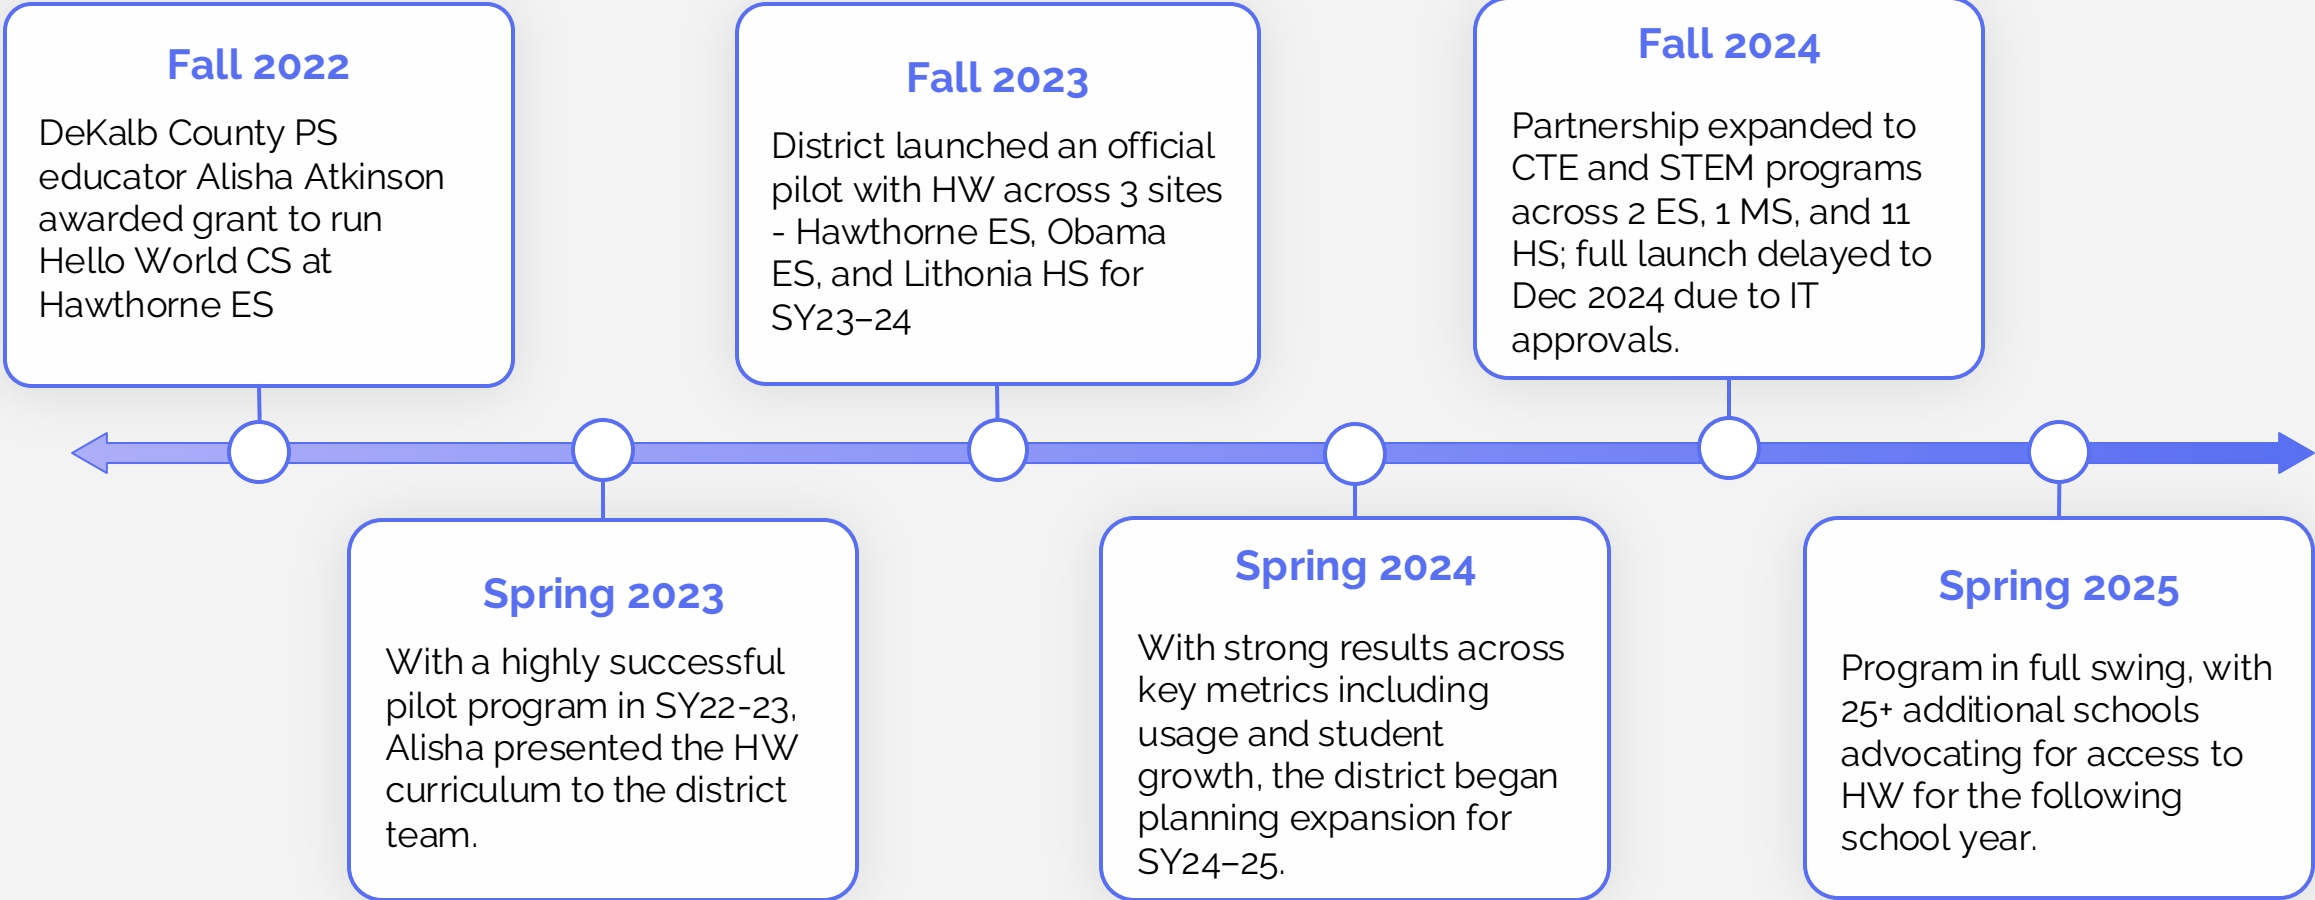 Fall 2022
DeKalb County PS
educator Alisha Atkinson
awarded grant to run
Hello World CS at
Hawthorne ES
Spring 2023
With a highly successful
pilot program in SY22-23,
Alisha presented the HW
curriculum to the district
team.
Fall 2023
District launched an official
pilot with HW across 3 sites
- Hawthorne ES, Obama
ES, and Lithonia HS for
SY23–24
Spring 2024
With strong results across
key metrics including
usage and student
growth, the district began
planning expansion for
SY24–25.
Fall 2024
Partnership expanded to
CTE and STEM programs
across 2 ES, 1 MS, and 11
HS; full launch delayed to
Dec 2024 due to IT
approvals.
Spring 2025
Program in full swing, with
25+ additional schools
advocating for access to
HW for the following
school year.